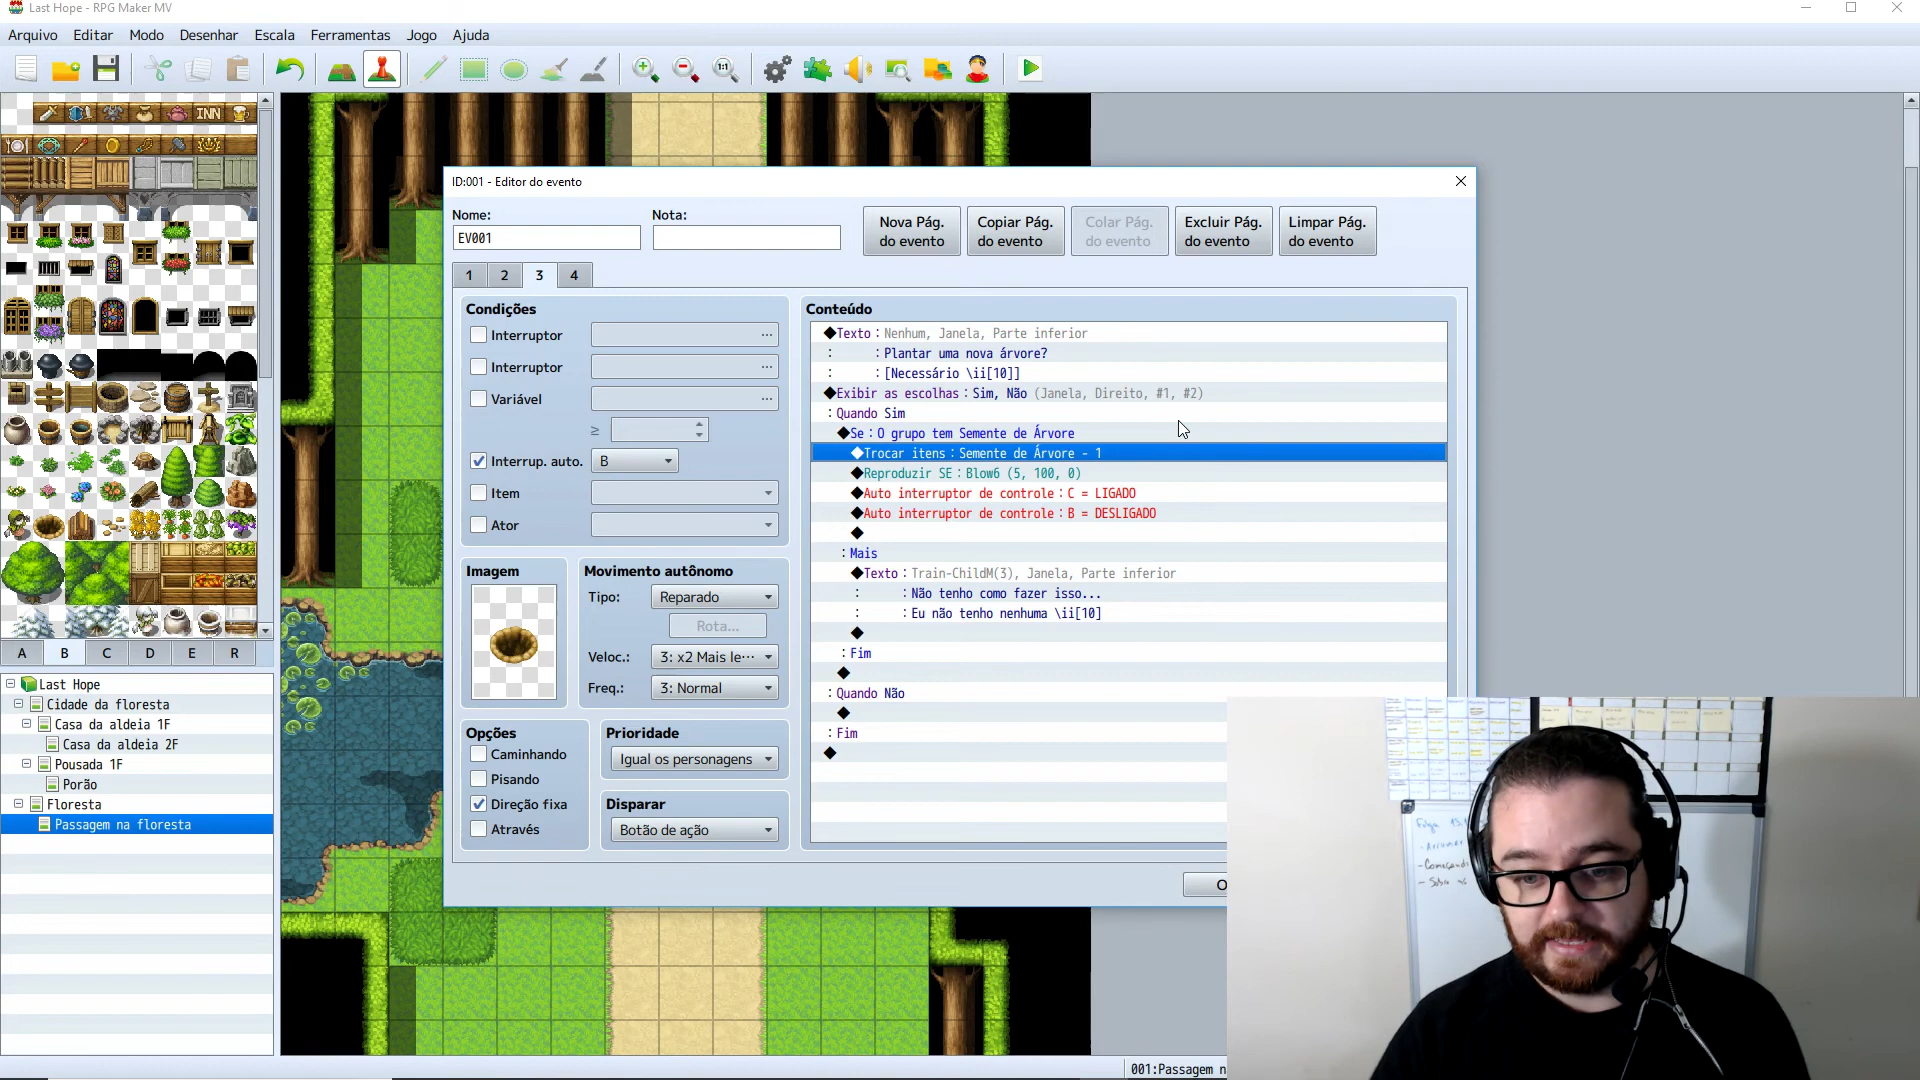 Last Hope - RPG Maker MV
Arquivo Editar Modo Desenhar Escala Ferramentas Jogo Ajuda
1:1
INN
ID:001 - Editor do evento
Nome: Nota:
EV001
Nova Pág. do evento
Copiar Pág. do evento
Colar Pág. do evento
Excluir Pág. do evento
Limpar Pág. do evento
1 2 3 4
Condições
Interruptor ...
Interruptor ...
Variável ...
≥
Interrup. auto. B
Item
Ator
Imagem
Movimento autônomo
Tipo: Reparado
Rota...
Veloc.: 3: x2 Mais le···
Freq.: 3: Normal
Opções
Caminhando
Pisando
Direção fixa
Através
Prioridade
Igual os personagens
Disparar
Botão de ação
Conteúdo
◆Texto：Nenhum, Janela, Parte inferior
:　　：Plantar uma nova árvore?
:　　：[Necessário \ii[10]]
◆Exibir as escolhas：Sim, Não (Janela, Direito, #1, #2)
：Quando Sim
◆Se：O grupo tem Semente de Árvore
◆Trocar itens：Semente de Árvore - 1
◆Reproduzir SE：Blow6 (5, 100, 0)
◆Auto interruptor de controle：C = LIGADO
◆Auto interruptor de controle：B = DESLIGADO
◆
：Mais
◆Texto：Train-ChildM(3), Janela, Parte inferior
:　　：Não tenho como fazer isso...
:　　：Eu não tenho nenhuma \ii[10]
◆
：Fim
◆
：Quando Não
◆
：Fim
◆
O
A B C D E R
Last Hope
Cidade da floresta
Casa da aldeia 1F
Casa da aldeia 2F
Pousada 1F
Porão
Floresta
Passagem na floresta
001:Passagem n